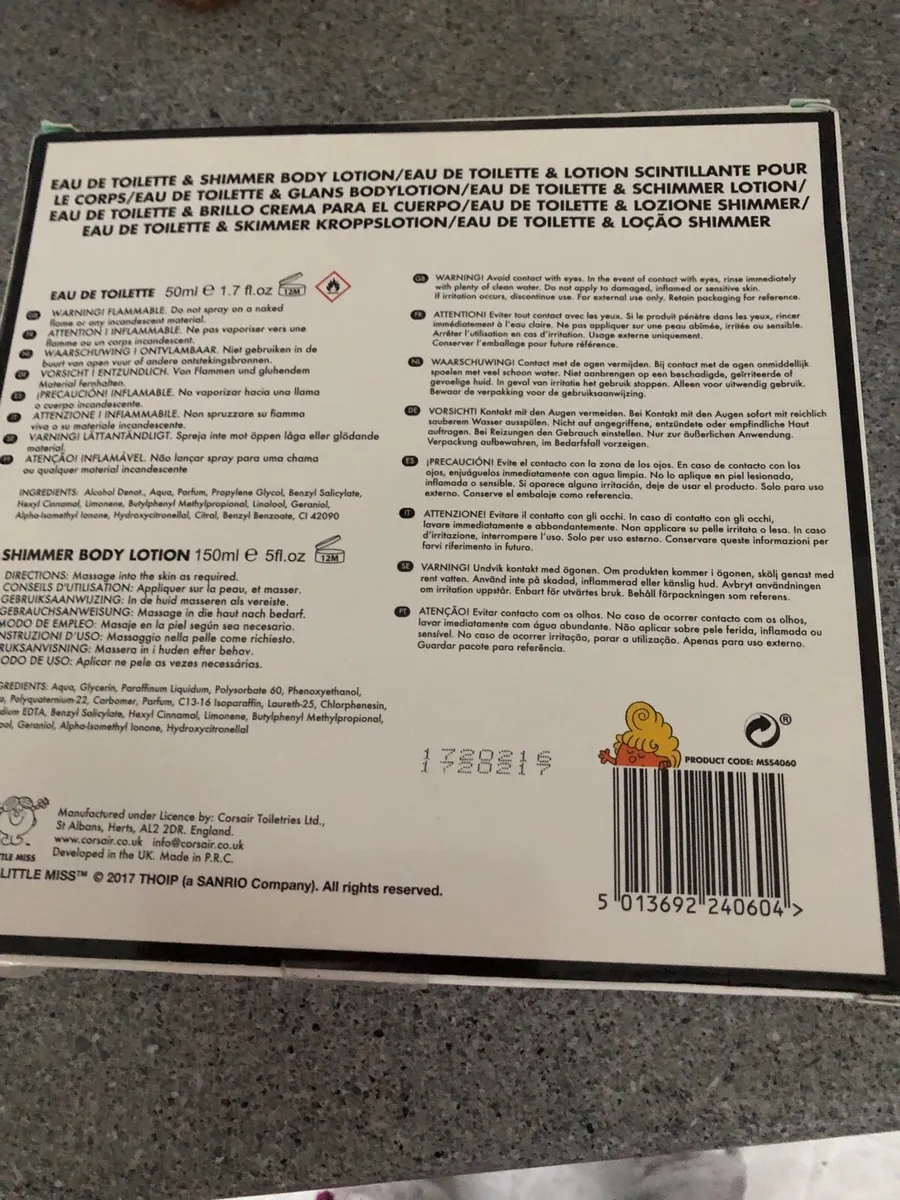 EAU DE TOILETTE & SHIMMER BODY LOTION/EAU DE TOILETTE & LOTION SCINTILLANTE POUR
LE CORPS/EAU DE TOILETTE & GLANS BODYLOTION/EAU DE TOILETTE & SCHIMMER LOTION/
EAU DE TOILETTE & BRILLO CREMA PARA EL CUERPO/EAU DE TOILETTE & LOZIONE SHIMMER/
EAU DE TOILETTE & SKIMMER KROPPSLOTION/EAU DE TOILETTE & LOÇÃO SHIMMER
EAU DE TOILETTE 50ml ℮ 1.7 fl.oz 12M
GB WARNING! FLAMMABLE. Do not spray on a naked
flame or any incandescent material.
FR ATTENTION ! INFLAMMABLE. Ne pas vaporiser vers une
flamme ou un corps incandescent.
NL WAARSCHUWING ! ONTVLAMBAAR. Niet gebruiken in de
buurt van open vuur of andere ontstekingsbronnen.
DE VORSICHT ! ENTZUNDLICH. Von Flammen und gluhendem
Material fernhalten.
ES ¡PRECAUCIÓN! INFLAMABLE. No vaporizar hacia una llama
o cuerpo incandescente.
IT ATTENZIONE ! INFIAMMABILE. Non spruzzare su fiamma
viva o su materiale incandescente.
SE VARNING! LÄTTANTÄNDLIGT. Spreja inte mot öppen låga eller glödande
material.
PT ATENÇÃO! INFLAMÁVEL. Não lançar spray para uma chama
ou qualquer material incandescente
INGREDIENTS: Alcohol Denat., Aqua, Parfum, Propylene Glycol, Benzyl Salicylate,
Hexyl Cinnamal, Limonene, Butylphenyl Methylpropional, Linalool, Geraniol,
Alpha-Isomethyl Ionone, Hydroxycitronellal, Citral, Benzyl Benzoate, CI 42090
SHIMMER BODY LOTION 150ml ℮ 5fl.oz 12M
DIRECTIONS: Massage into the skin as required.
CONSEILS D'UTILISATION: Appliquer sur la peau, et masser.
GEBRUIKSAANWUZING: In de huid masseren als vereiste.
GEBRAUCHSANWEISUNG: Massage in die haut nach bedarf.
MODO DE EMPLEO: Masaje en la piel según sea necesario.
NSTRUZIONI D'USO: Massaggio nella pelle come richiesto.
RUKSANVISNING: Massera in i huden efter behov.
ODO DE USO: Aplicar ne pele as vezes necessárias.
GREDIENTS: Aqua, Glycerin, Paraffinum Liquidum, Polysorbate 60, Phenoxyethanol,
Polyquaternium-22, Carbomer, Parfum, C13-16 Isoparaffin, Laureth-25, Chlorphenesin,
dium EDTA, Benzyl Salicylate, Hexyl Cinnamal, Limonene, Butylphenyl Methylpropional,
ool, Geraniol, Alpha-Isomethyl Ionone, Hydroxycitronellal
TLE MISS
Manufactured under Licence by: Corsair Toiletries Ltd.,
St Albans, Herts, AL2 2DR. England.
www.corsair.co.uk info@corsair.co.uk
Developed in the UK. Made in P.R.C.
LITTLE MISS™ © 2017 THOIP (a SANRIO Company). All rights reserved.
GB WARNING! Avoid contact with eyes. In the event of contact with eyes, rinse immediately
with plenty of clean water. Do not apply to damaged, inflamed or sensitive skin.
If irritation occurs, discontinue use. For external use only. Retain packaging for reference.
FR ATTENTION! Eviter tout contact avec les yeux. Si le produit pénètre dans les yeux, rincer
immédiatement à l'eau claire. Ne pas appliquer sur une peau abîmée, irritée ou sensible.
Arrêter l'utilisation en cas d'irritation. Usage externe uniquement.
Conserver l'emballage pour future référence.
NL WAARSCHUWING! Contact met de ogen vermijden. Bij contact met de ogen onmiddellijk
spoelen met veel schoon water. Niet aanbrengen op een beschadigde, geïrriteerde of
gevoelige huid. In geval van irritatie het gebruik stoppen. Alleen voor uitwendig gebruik.
Bewaar de verpakking voor de gebruiksaanwijzing.
DE VORSICHT! Kontakt mit den Augen vermeiden. Bei Kontakt mit den Augen sofort mit reichlich
sauberem Wasser ausspülen. Nicht auf angegriffene, entzündete oder empfindliche Haut
auftragen. Bei Reizungen den Gebrauch einstellen. Nur zur äußerlichen Anwendung.
Verpackung aufbewahren, im Bedarfsfall vorzeigen.
ES ¡PRECAUCIÓN! Evite el contacto con la zona de los ojos. En caso de contacto con los
ojos, enjuáguelos inmediatamente con agua limpia. No lo aplique en piel lesionada,
inflamada o sensible. Si aparece alguna irritación, deje de usar el producto. Solo para uso
externo. Conserve el embalaje como referencia.
IT ATTENZIONE! Evitare il contatto con gli occhi. In caso di contatto con gli occhi,
lavare immediatamente e abbondantemente. Non applicare su pelle irritata o lesa. In caso
d'irritazione, interrompere l'uso. Solo per uso esterno. Conservare queste informazioni per
farvi riferimento in futuro.
SE VARNING! Undvik kontakt med ögonen. Om produkten kommer i ögonen, skölj genast med
rent vatten. Använd inte på skadad, inflammerad eller känslig hud. Avbryt användningen
om irritation uppstår. Enbart för utvärtes bruk. Behåll förpackningen som referens.
PT ATENÇÃO! Evitar contacto com os olhos. No caso de ocorrer contacto com os olhos,
lavar imediatamente com água abundante. Não aplicar sobre pele ferida, inflamada ou
sensível. No caso de ocorrer irritação, parar a utilização. Apenas para uso externo.
Guardar pacote para referência.
1720216
1720217
®
PRODUCT CODE: MSS4060
5 013692 240604 >